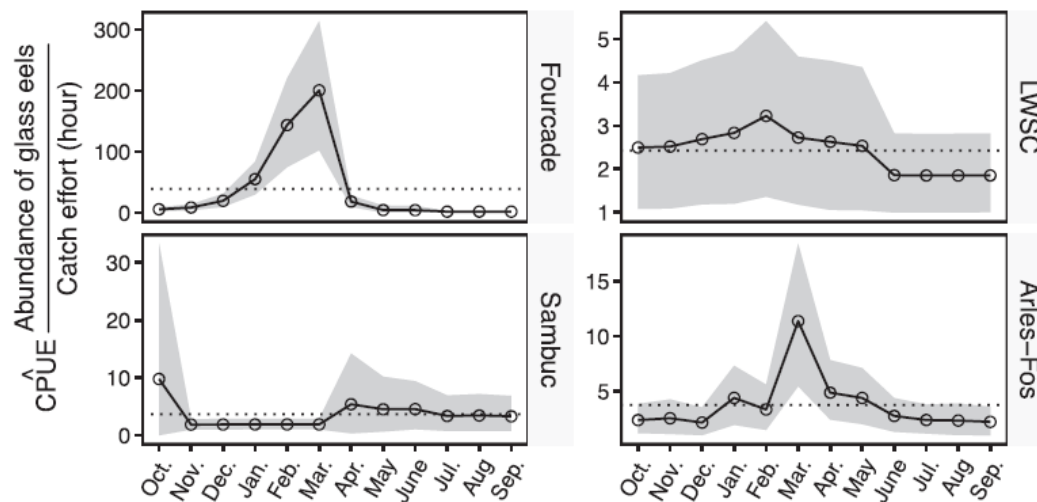 CPUE^ Abundance of glass eels
Catch effort (hour)
300
200
100
0
Fourcade
5
4
3
2
1
LWSC
30
20
10
0
Sambuc
15
10
5
Arles–Fos
Oct. Nov. Dec. Jan. Feb. Mar. Apr. May June Jul. Aug Sep.
Oct. Nov. Dec. Jan. Feb. Mar. Apr. May June Jul. Aug Sep.